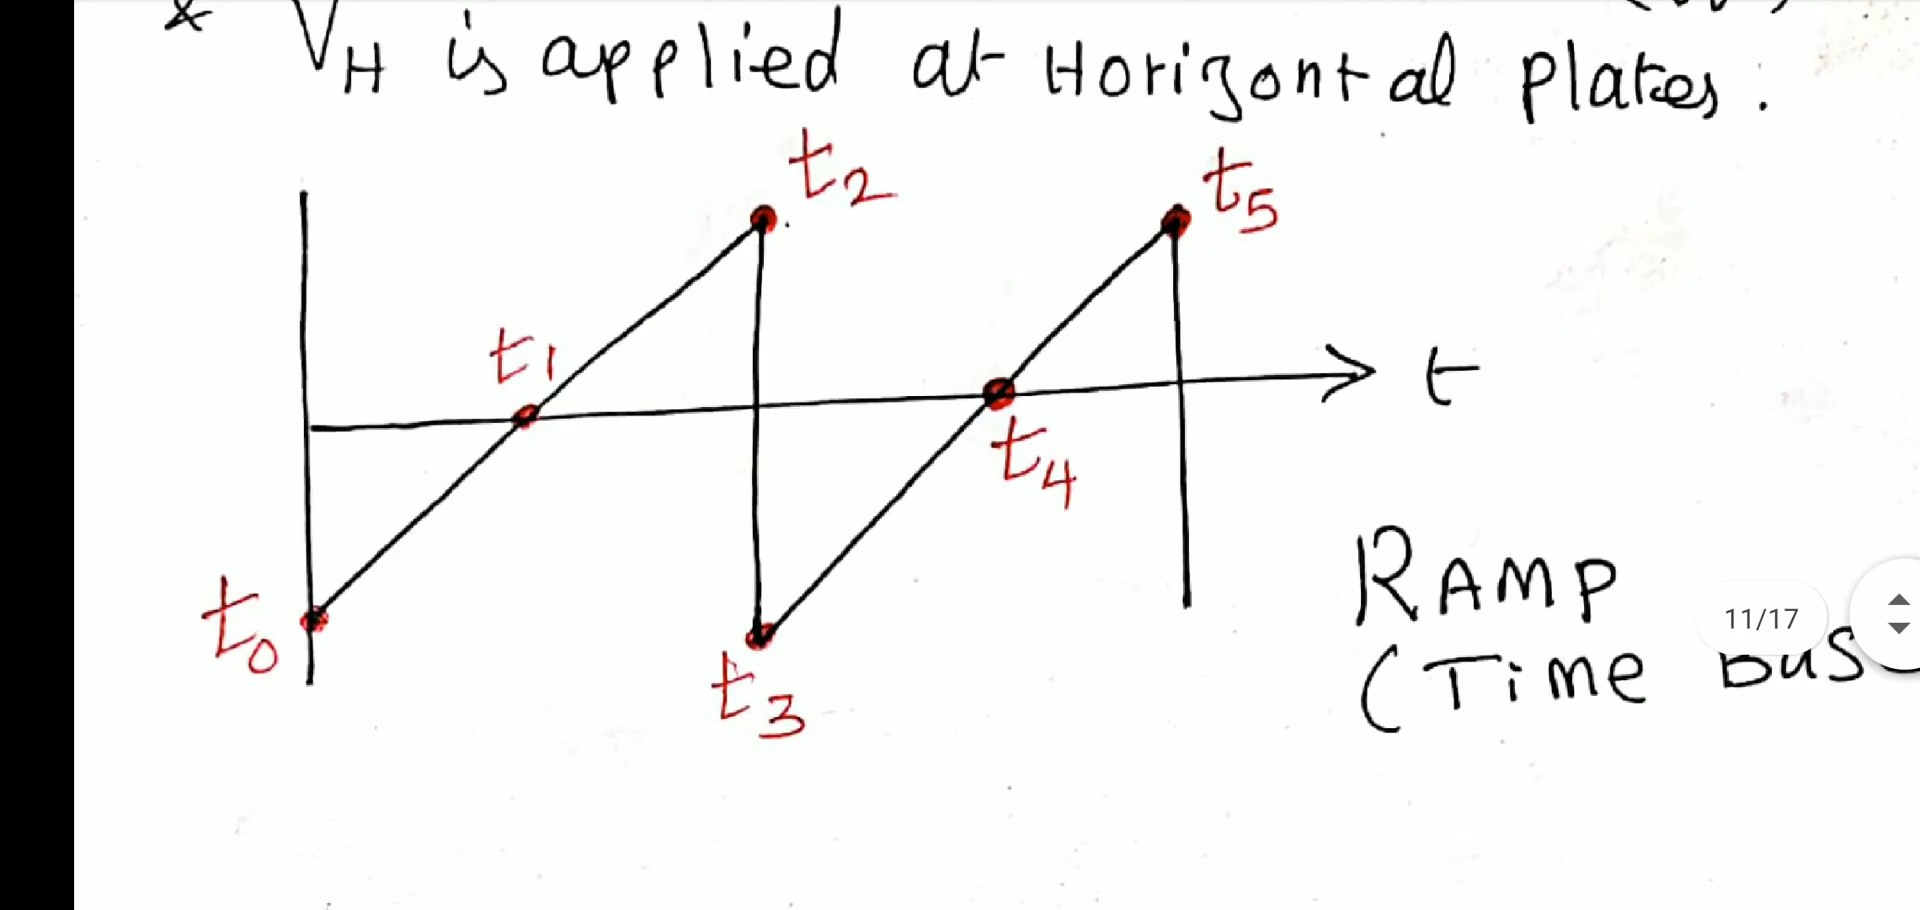 * VH is applied at Horizontal Plates.
t2
t5
t1
t
t4
RAMP
t0
11/17
(Time
t3